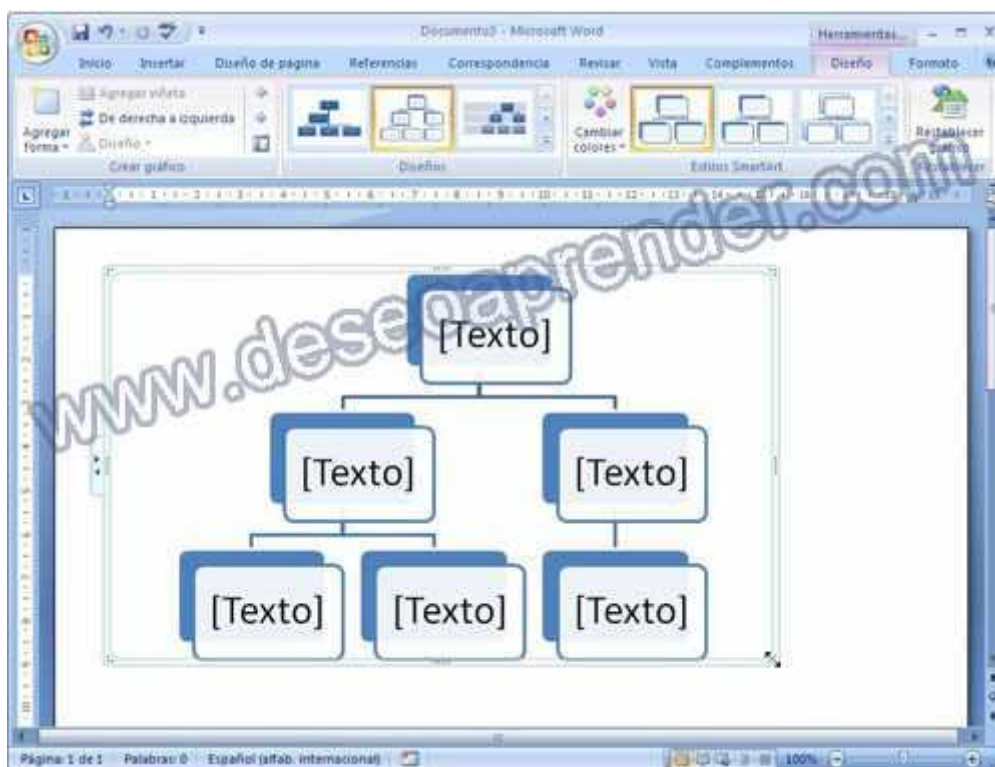 Documento3 - Microsoft Word
Herramientas...
Inicio Insertar Diseño de página Referencias Correspondencia Revisar Vista Complementos Diseño Formato
Agregar forma
Agregar viñeta
De derecha a izquierda
Diseño
Crear gráfico
Diseños
Cambiar colores
Estilos SmartArt
Restablecer gráfico
Restablecer
www.deseoaprender.com
[Texto]
[Texto] [Texto]
[Texto] [Texto] [Texto]
Página: 1 de 1 Palabras: 0 Español (alfab. internacional) 100%